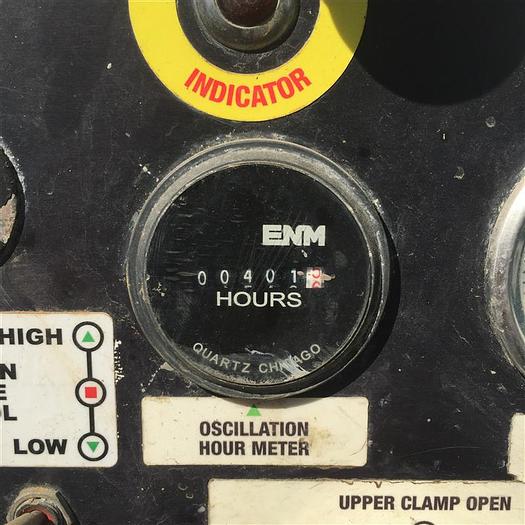 INDICATOR
ENM
00401
HOURS
QUARTZ CHICAGO
HIGH
LOW
OSCILLATION
HOUR METER
UPPER CLAMP OPEN